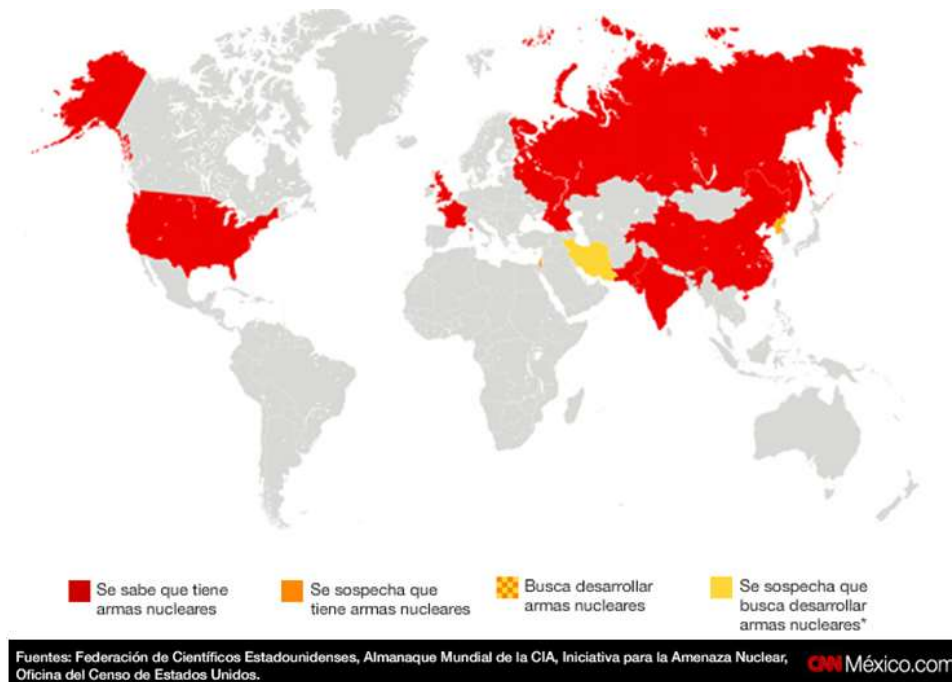 Se sabe que tiene
armas nucleares
Se sospecha que
tiene armas nucleares
Busca desarrollar
armas nucleares
Se sospecha que
busca desarrollar
armas nucleares*
Fuentes: Federación de Científicos Estadounidenses, Almanaque Mundial de la CIA, Iniciativa para la Amenaza Nuclear,
Oficina del Censo de Estados Unidos.
CNN México.com